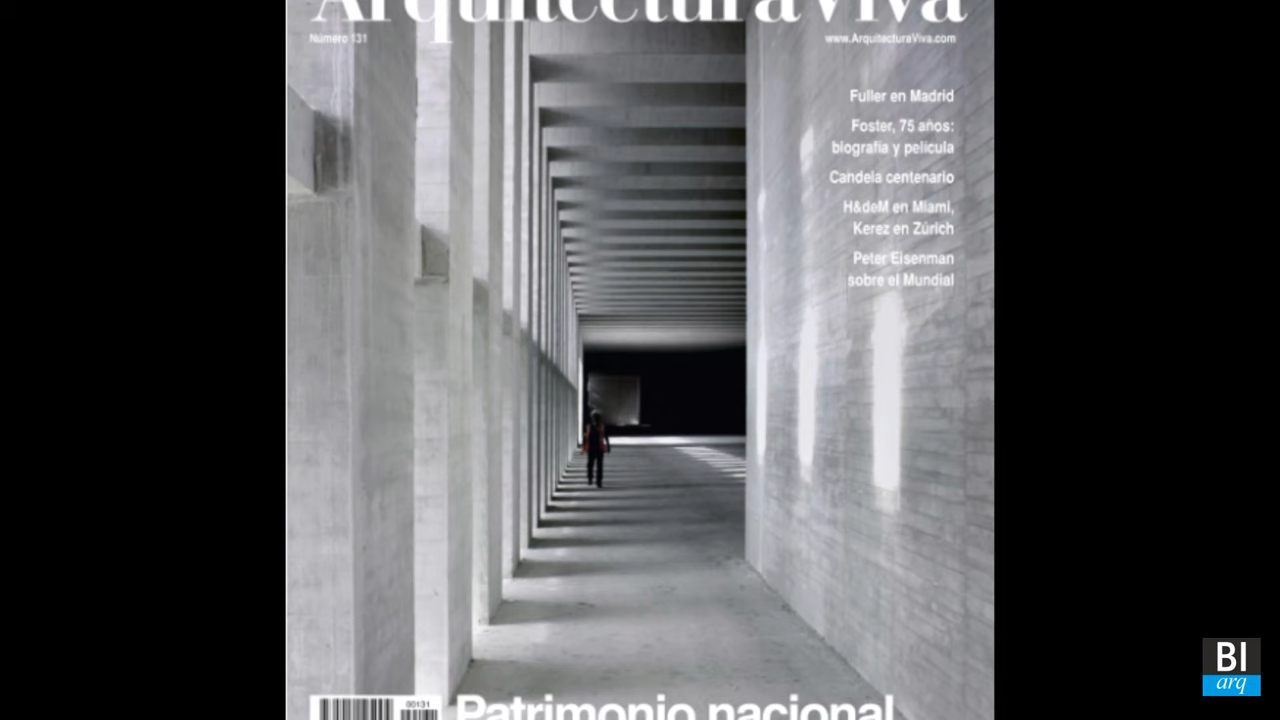 ArquitecturaViva
Número 131
www.ArquitecturaViva.com
Fuller en Madrid
Foster, 75 años:
biografía y película
Candela centenario
H&deM en Miami,
Kerez en Zúrich
Peter Eisenman
sobre el Mundial
00131
Patrimonio nacional
BI
arq